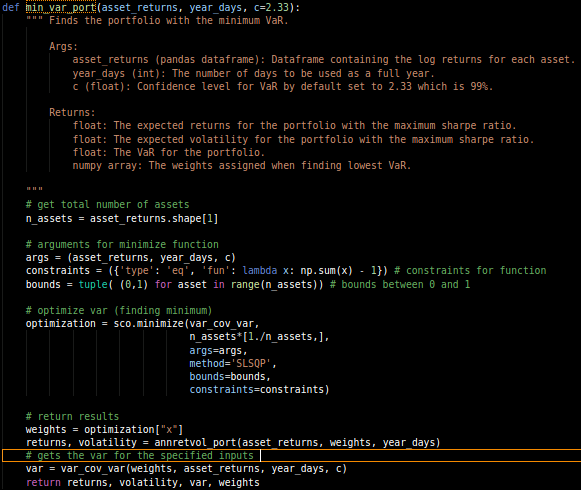 def min_var_port(asset_returns, year_days, c=2.33):
    """ Finds the portfolio with the minimum VaR.

        Args:
            asset_returns (pandas dataframe): Dataframe containing the log returns for each asset.
            year_days (int): The number of days to be used as a full year.
            c (float): Confidence level for VaR by default set to 2.33 which is 99%.

        Returns:
            float: The expected returns for the portfolio with the maximum sharpe ratio.
            float: The expected volatility for the portfolio with the maximum sharpe ratio.
            float: The VaR for the portfolio.
            numpy array: The weights assigned when finding lowest VaR.

    """
    # get total number of assets
    n_assets = asset_returns.shape[1]

    # arguments for minimize function
    args = (asset_returns, year_days, c)
    constraints = ({'type': 'eq', 'fun': lambda x: np.sum(x) - 1}) # constraints for function
    bounds = tuple( (0,1) for asset in range(n_assets)) # bounds between 0 and 1

    # optimize var (finding minimum)
    optimization = sco.minimize(var_cov_var,
                                n_assets*[1./n_assets,],
                                args=args,
                                method='SLSQP',
                                bounds=bounds,
                                constraints=constraints)

    # return results
    weights = optimization["x"]
    returns, volatility = annretvol_port(asset_returns, weights, year_days)
    # gets the var for the specified inputs
    var = var_cov_var(weights, asset_returns, year_days, c)
    return returns, volatility, var, weights